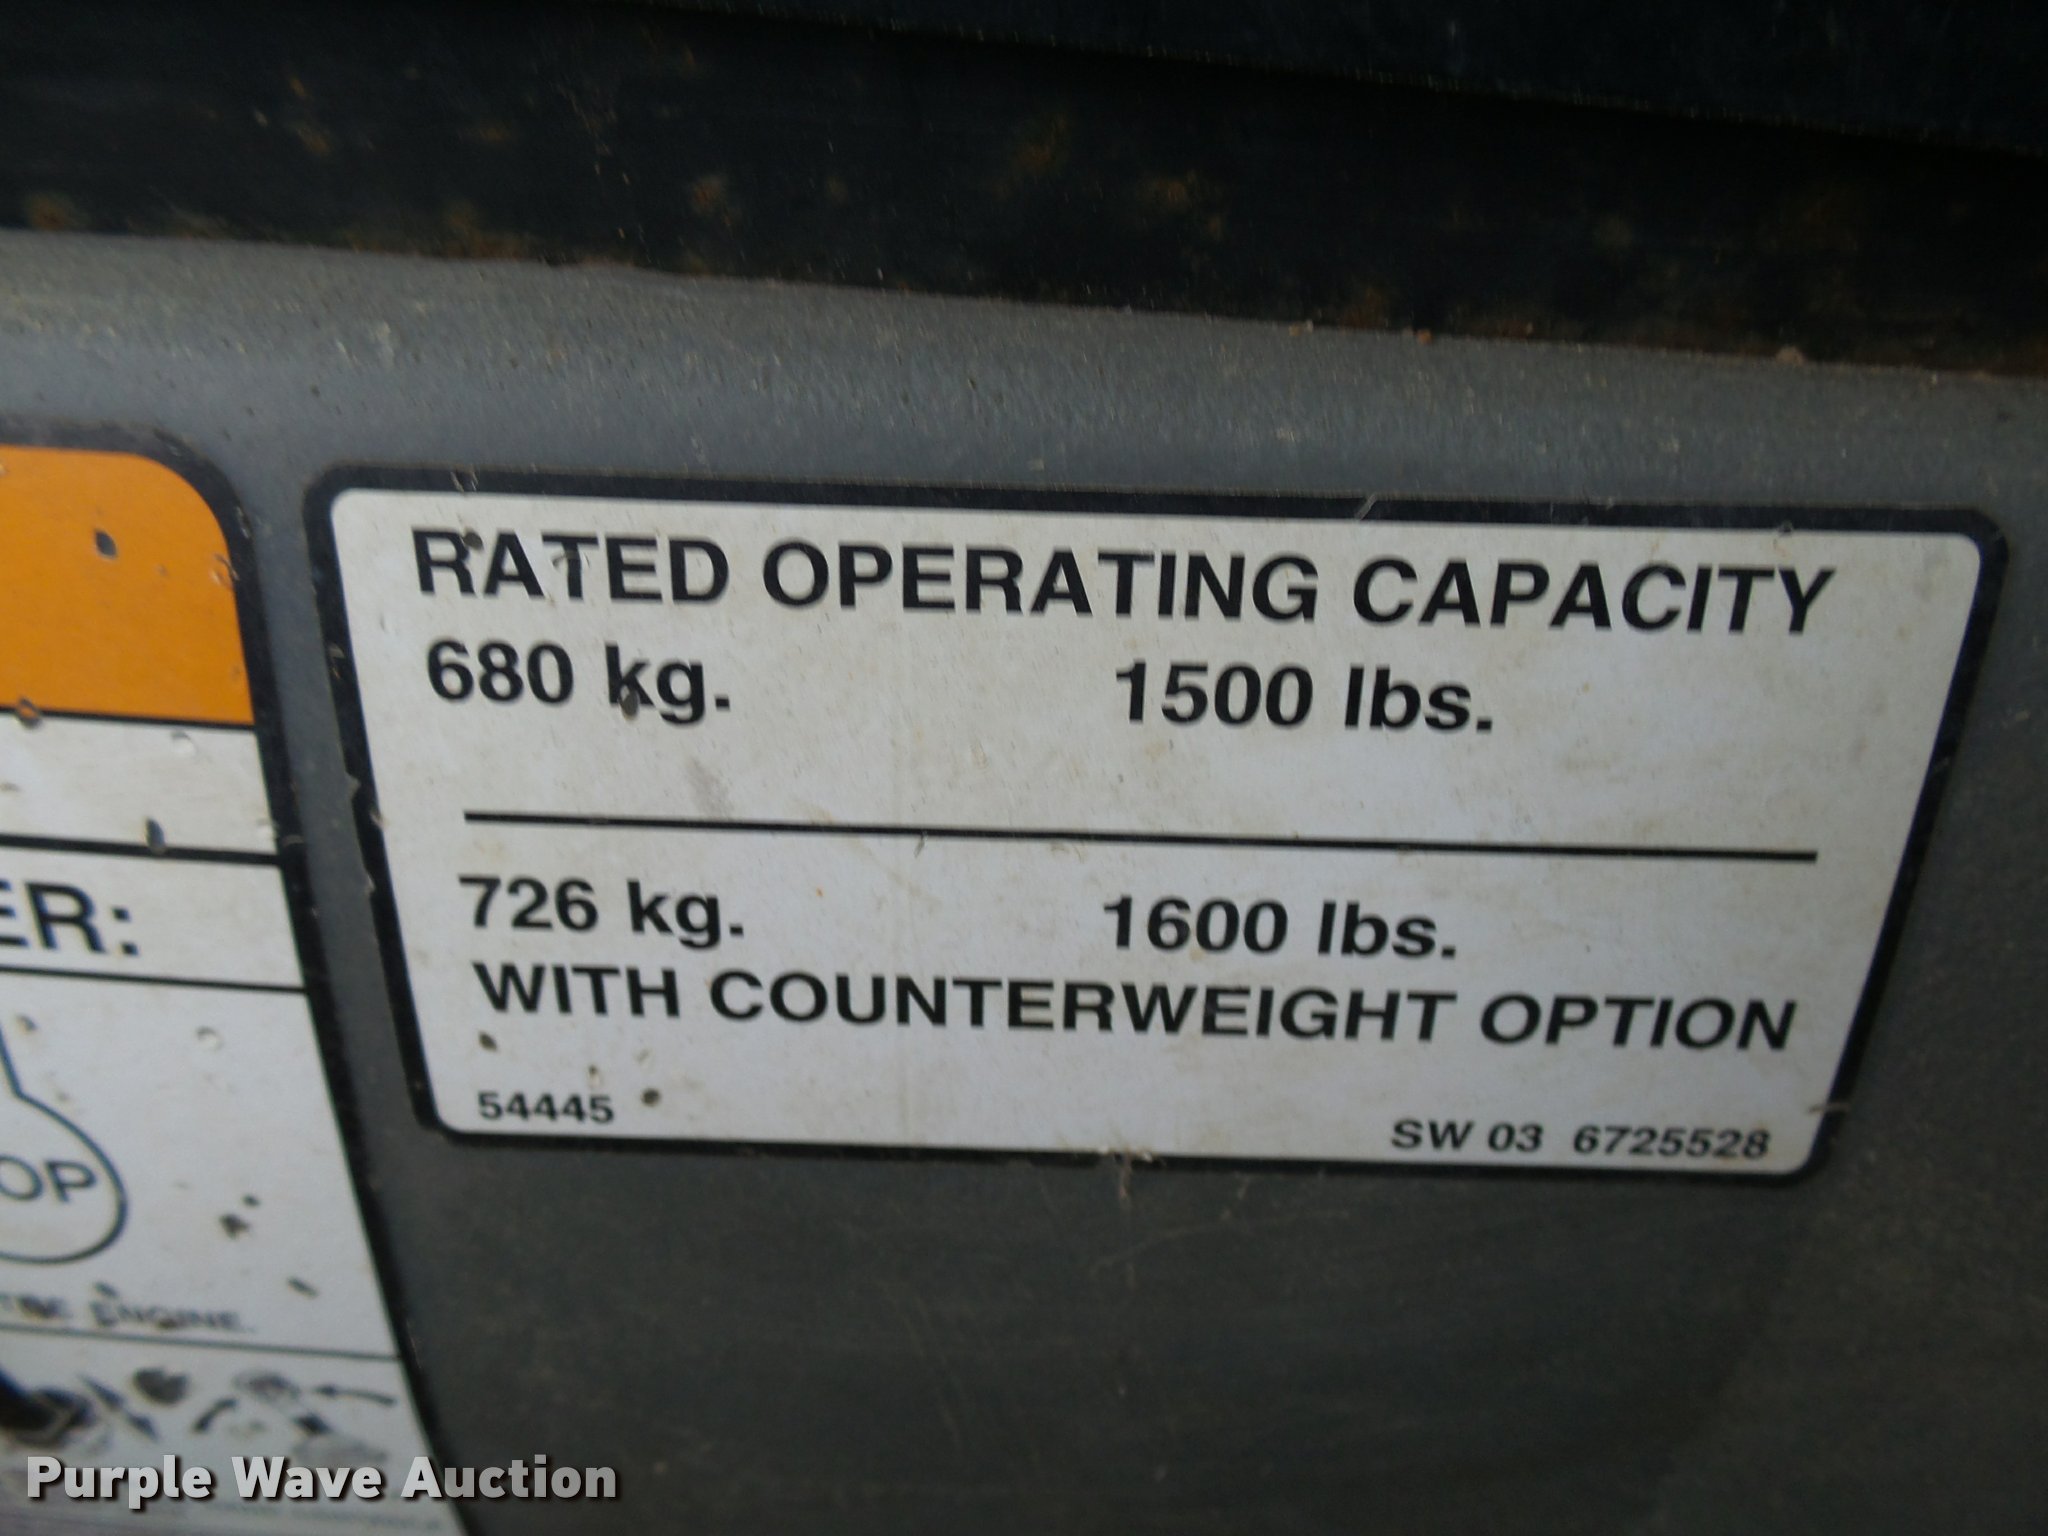 RATED OPERATING CAPACITY
680 kg. 1500 lbs.
726 kg. 1600 lbs.
WITH COUNTERWEIGHT OPTION
54445 SW 03 6725528
ER:
OP
ENGINE.
Purple Wave Auction